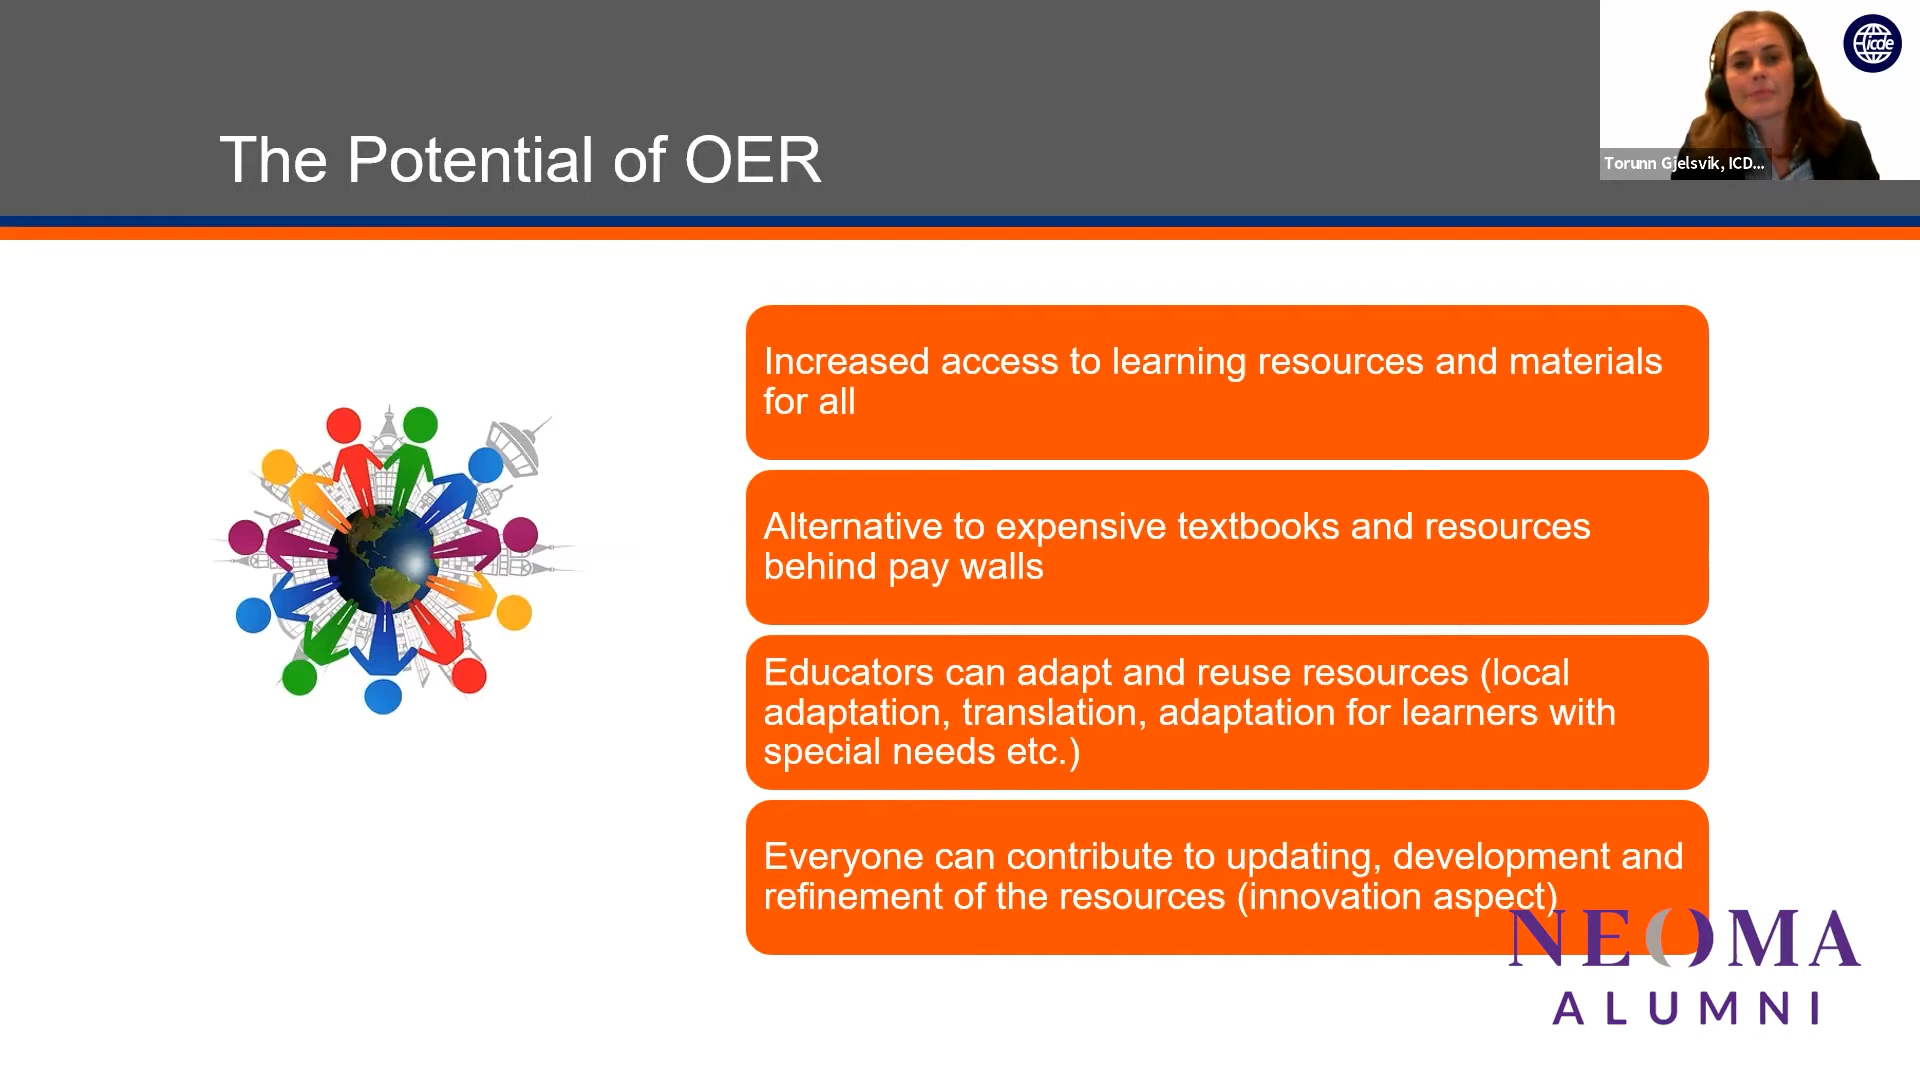 icde
Torunn Gjelsvik, ICD...
The Potential of OER
Increased access to learning resources and materials
for all
Alternative to expensive textbooks and resources
behind pay walls
Educators can adapt and reuse resources (local
adaptation, translation, adaptation for learners with
special needs etc.)
Everyone can contribute to updating, development and
refinement of the resources (innovation aspect)
NEOMA
ALUMNI